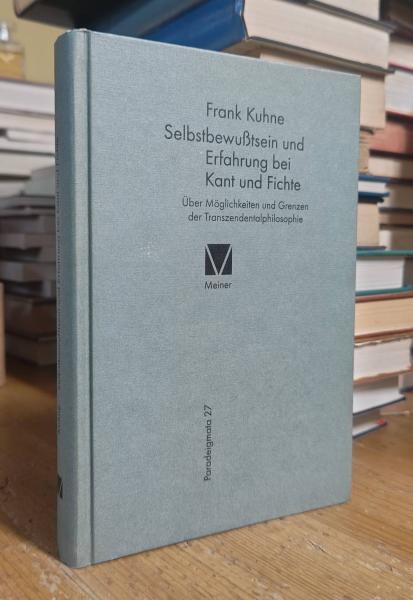 Frank Kuhne
Selbstbewußtsein und
Erfahrung bei
Kant und Fichte
Über Möglichkeiten und Grenzen
der Transzendentalphilosophie
Meiner
Paradeigmata 27